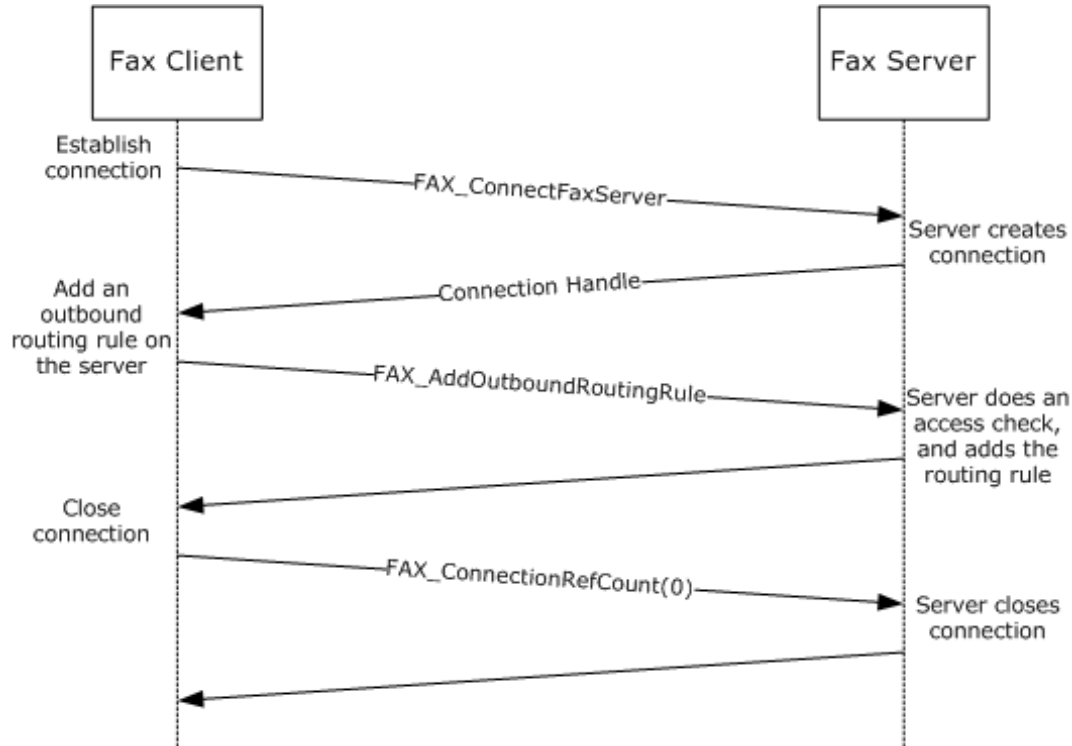 Fax Client
Fax Server
Establish
connection
FAX_ConnectFaxServer
Server creates
connection
Connection Handle
Add an
outbound
routing rule on
the server
FAX_AddOutboundRoutingRule
Server does an
access check,
and adds the
routing rule
Close
connection
FAX_ConnectionRefCount(0)
Server closes
connection